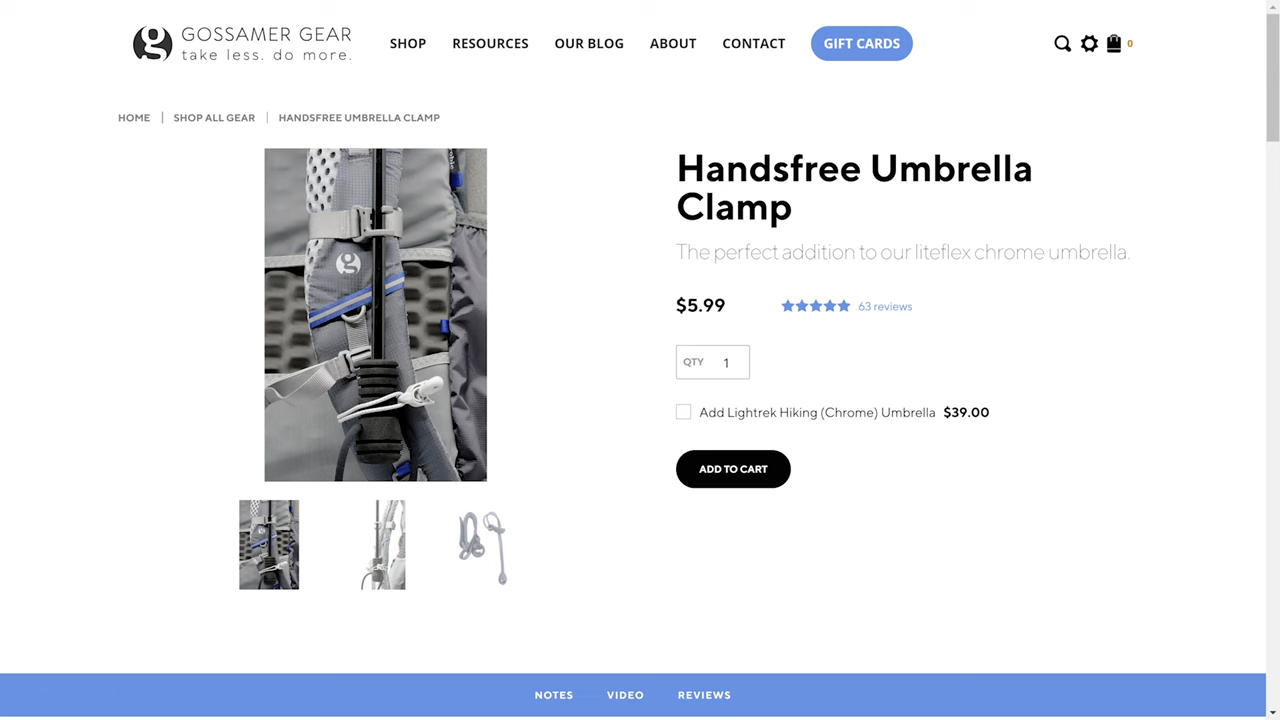 GOSSAMER GEAR
take less. do more.
SHOP
RESOURCES
OUR BLOG
ABOUT
CONTACT
GIFT CARDS
0
HOME | SHOP ALL GEAR | HANDSFREE UMBRELLA CLAMP
Handsfree Umbrella
Clamp
The perfect addition to our liteflex chrome umbrella.
$5.99
63 reviews
QTY 1
Add Lightrek Hiking (Chrome) Umbrella $39.00
ADD TO CART
NOTES
VIDEO
REVIEWS